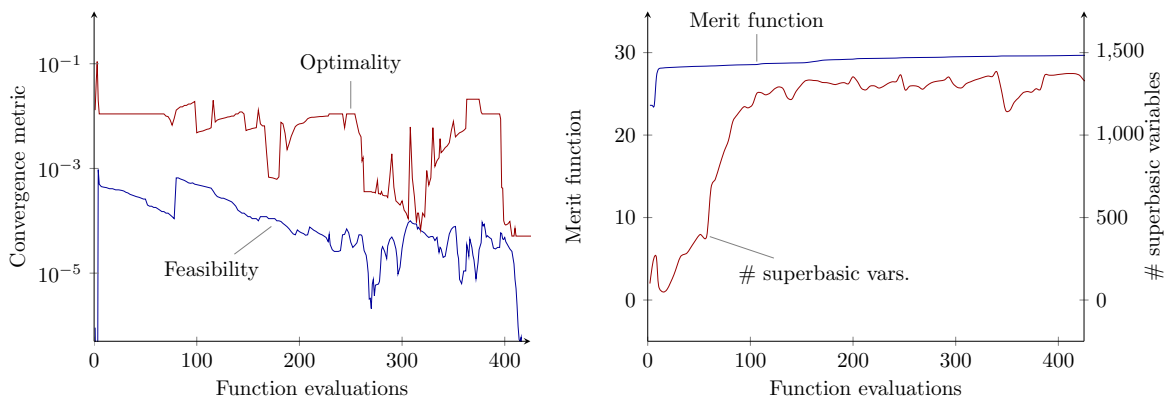 Convergence metric
10⁻¹
10⁻³
10⁻⁵
Optimality
Feasibility
0
100
200
300
400
Function evaluations
Merit function
30
20
10
0
Merit function
# superbasic vars.
1,500
1,000
500
0
# superbasic variables
0
100
200
300
400
Function evaluations